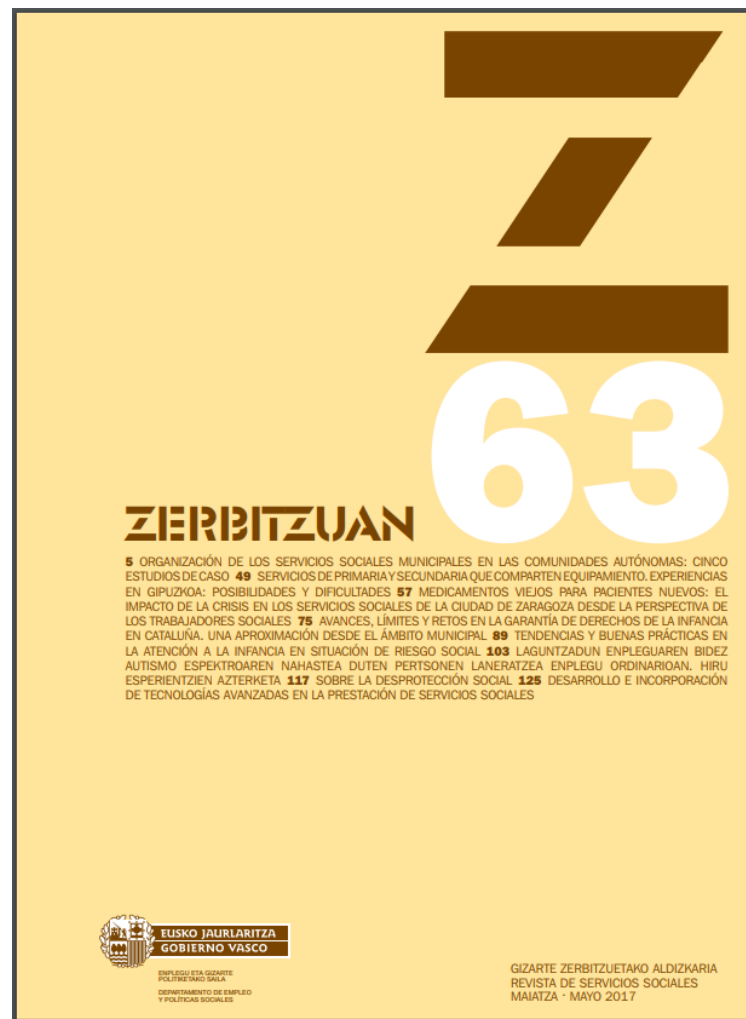 Z
63
ZERBITZUAN
5 ORGANIZACIÓN DE LOS SERVICIOS SOCIALES MUNICIPALES EN LAS COMUNIDADES AUTÓNOMAS: CINCO
ESTUDIOS DE CASO 49 SERVICIOS DE PRIMARIA Y SECUNDARIA QUE COMPARTEN EQUIPAMIENTO. EXPERIENCIAS
EN GIPUZKOA: POSIBILIDADES Y DIFICULTADES 57 MEDICAMENTOS VIEJOS PARA PACIENTES NUEVOS: EL
IMPACTO DE LA CRISIS EN LOS SERVICIOS SOCIALES DE LA CIUDAD DE ZARAGOZA DESDE LA PERSPECTIVA DE
LOS TRABAJADORES SOCIALES 75 AVANCES, LÍMITES Y RETOS EN LA GARANTÍA DE DERECHOS DE LA INFANCIA
EN CATALUÑA. UNA APROXIMACIÓN DESDE EL ÁMBITO MUNICIPAL 89 TENDENCIAS Y BUENAS PRÁCTICAS EN
LA ATENCIÓN A LA INFANCIA EN SITUACIÓN DE RIESGO SOCIAL 103 LAGUNTZADUN ENPLEGUAREN BIDEZ
AUTISMO ESPEKTROAREN NAHASTEA DUTEN PERTSONEN LANERATZEA ENPLEGU ORDINARIOAN. HIRU
ESPERIENTZIEN AZTERKETA 117 SOBRE LA DESPROTECCIÓN SOCIAL 125 DESARROLLO E INCORPORACIÓN
DE TECNOLOGÍAS AVANZADAS EN LA PRESTACIÓN DE SERVICIOS SOCIALES
EUSKO JAURLARITZA
GOBIERNO VASCO
ENPLEGU ETA GIZARTE
POLITIKETAKO SAILA
DEPARTAMENTO DE EMPLEO
Y POLÍTICAS SOCIALES
GIZARTE ZERBITZUETAKO ALDIZKARIA
REVISTA DE SERVICIOS SOCIALES
MAIATZA · MAYO 2017